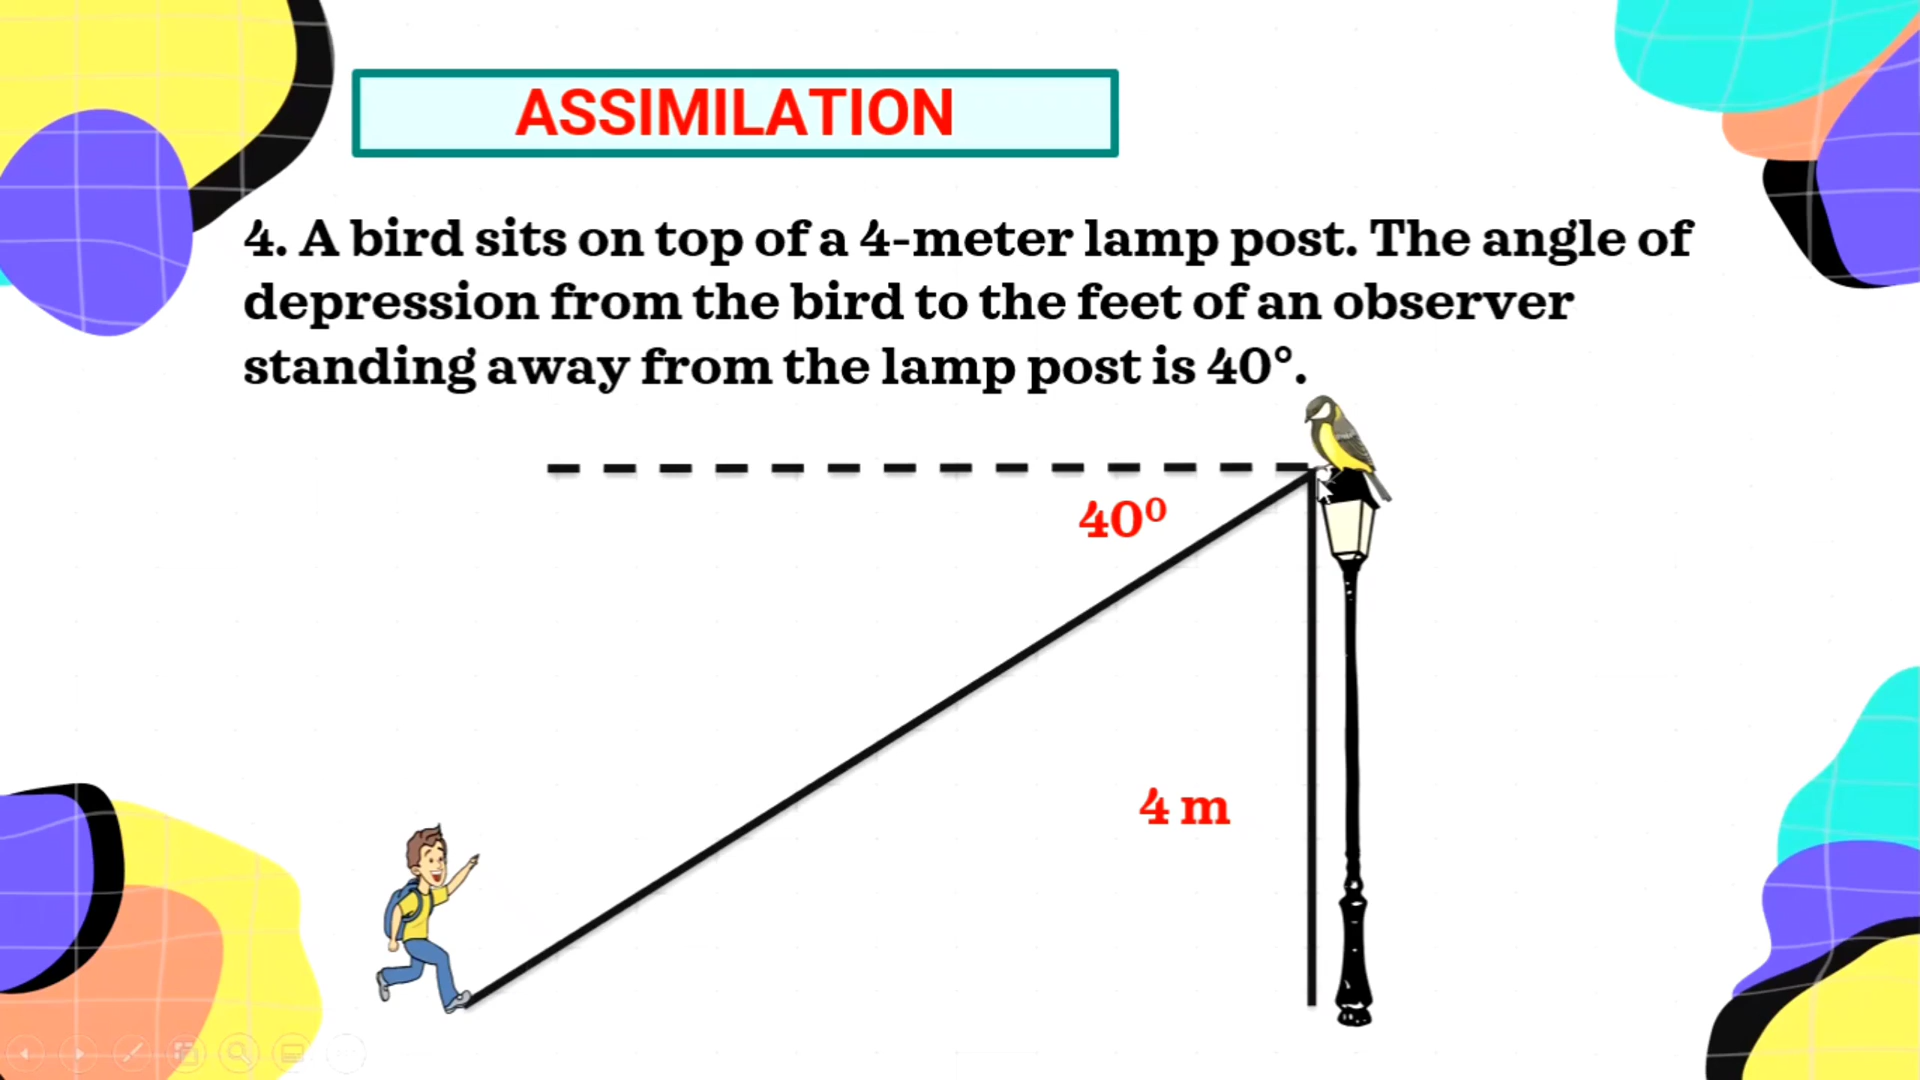 ASSIMILATION
4. A bird sits on top of a 4-meter lamp post. The angle of
depression from the bird to the feet of an observer
standing away from the lamp post is 40°.
40⁰
4 m